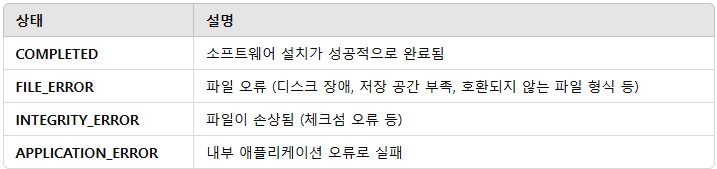 상태 설명
COMPLETED 소프트웨어 설치가 성공적으로 완료됨
FILE_ERROR 파일 오류 (디스크 장애, 저장 공간 부족, 호환되지 않는 파일 형식 등)
INTEGRITY_ERROR 파일이 손상됨 (체크섬 오류 등)
APPLICATION_ERROR 내부 애플리케이션 오류로 실패